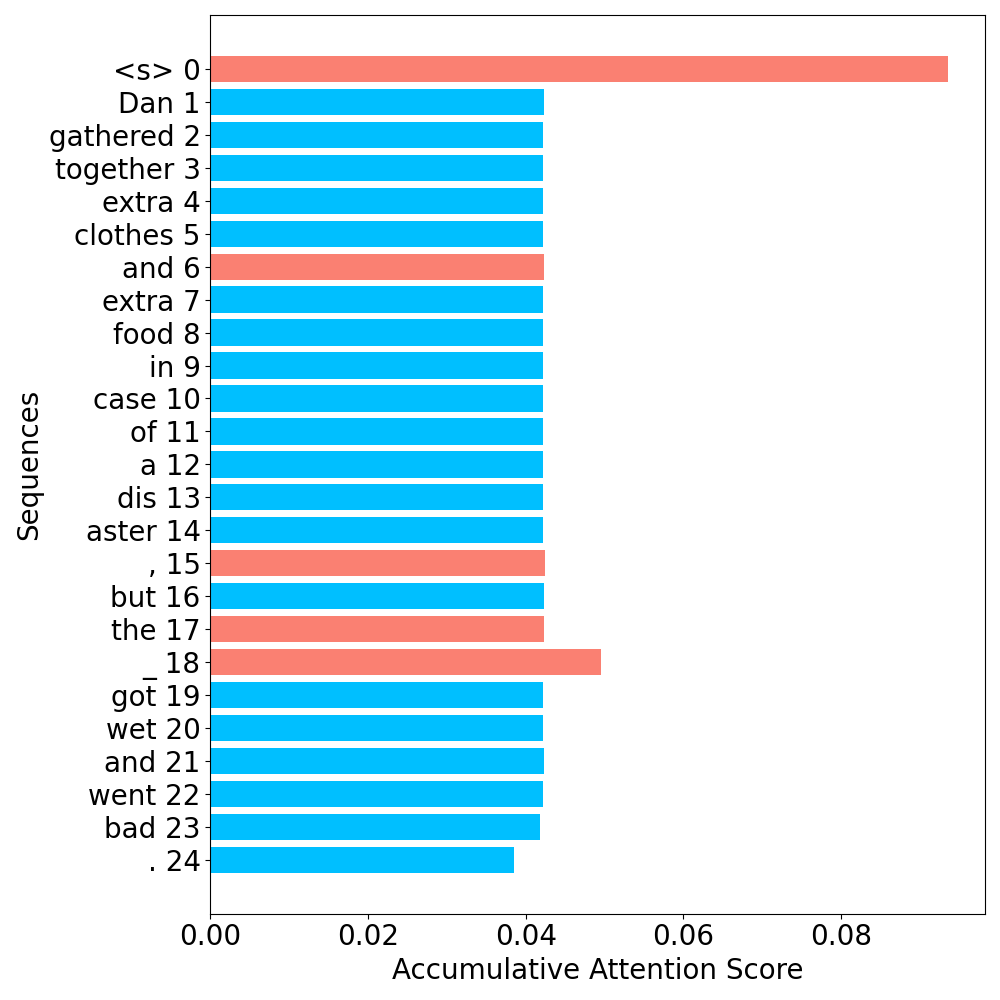 Sequences
<s> 0
Dan 1
gathered 2
together 3
extra 4
clothes 5
and 6
extra 7
food 8
in 9
case 10
of 11
a 12
dis 13
aster 14
, 15
but 16
the 17
_ 18
got 19
wet 20
and 21
went 22
bad 23
. 24
0.00 0.02 0.04 0.06 0.08
Accumulative Attention Score